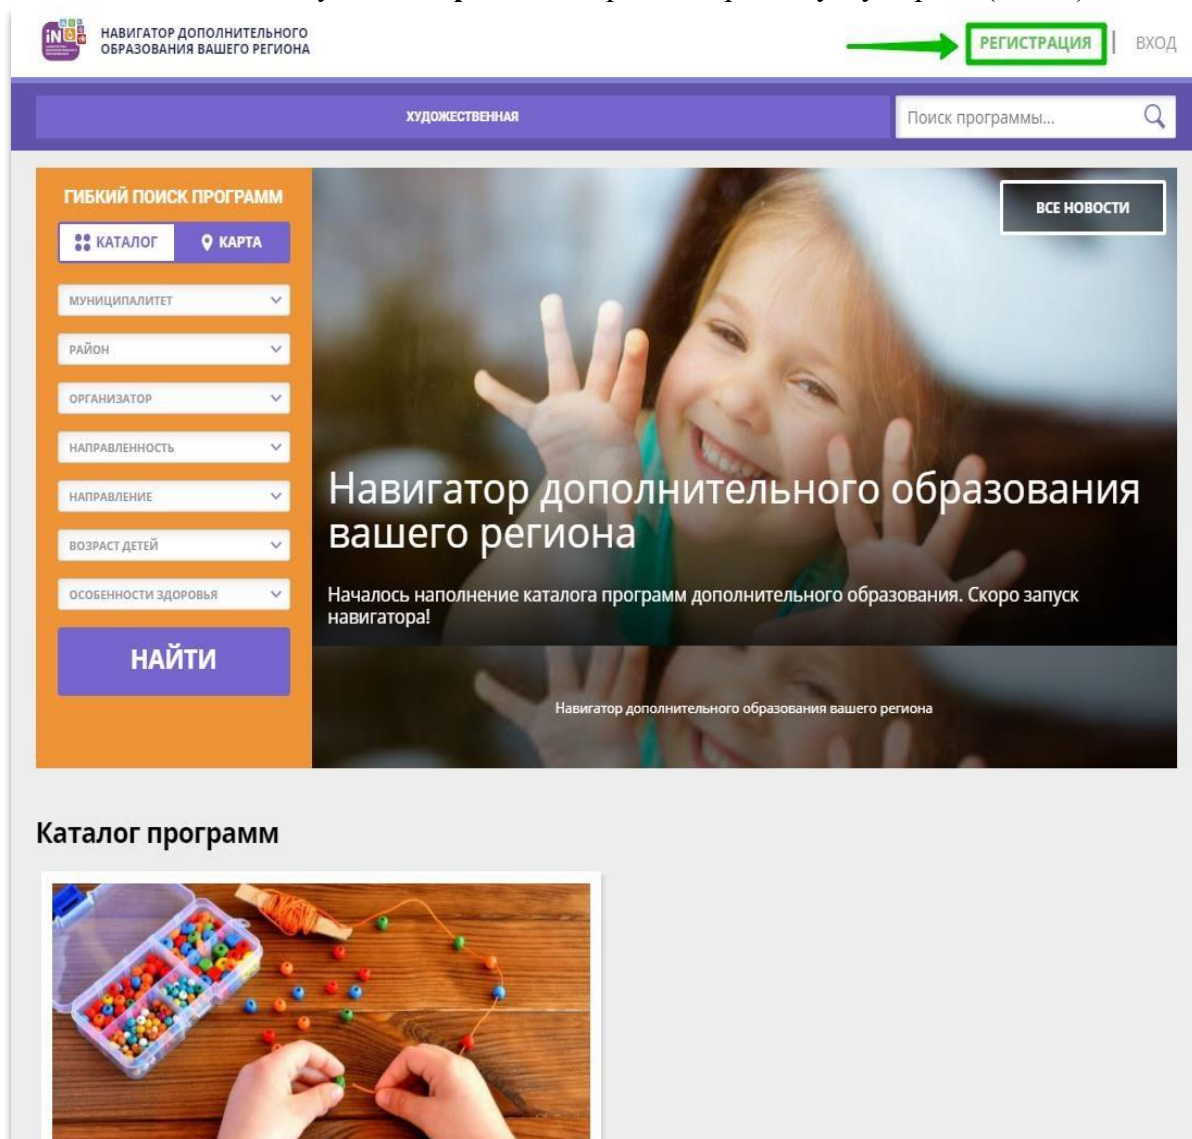 НАВИГАТОР ДОПОЛНИТЕЛЬНОГО
ОБРАЗОВАНИЯ ВАШЕГО РЕГИОНА
РЕГИСТРАЦИЯ | ВХОД
ХУДОЖЕСТВЕННАЯ
Поиск программы...
ГИБКИЙ ПОИСК ПРОГРАММ
КАТАЛОГ
КАРТА
МУНИЦИПАЛИТЕТ
РАЙОН
ОРГАНИЗАТОР
НАПРАВЛЕННОСТЬ
НАПРАВЛЕНИЕ
ВОЗРАСТ ДЕТЕЙ
ОСОБЕННОСТИ ЗДОРОВЬЯ
НАЙТИ
ВСЕ НОВОСТИ
Навигатор дополнительного образования
вашего региона
Началось наполнение каталога программ дополнительного образования. Скоро запуск
навигатора!
Навигатор дополнительного образования вашего региона
Каталог программ